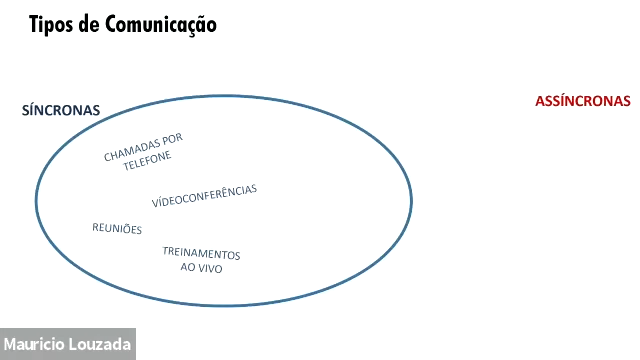 Tipos de Comunicação
SÍNCRONAS
ASSÍNCRONAS
CHAMADAS POR
TELEFONE
VÍDEOCONFERÊNCIAS
REUNIÕES
TREINAMENTOS
AO VIVO
Mauricio Louzada